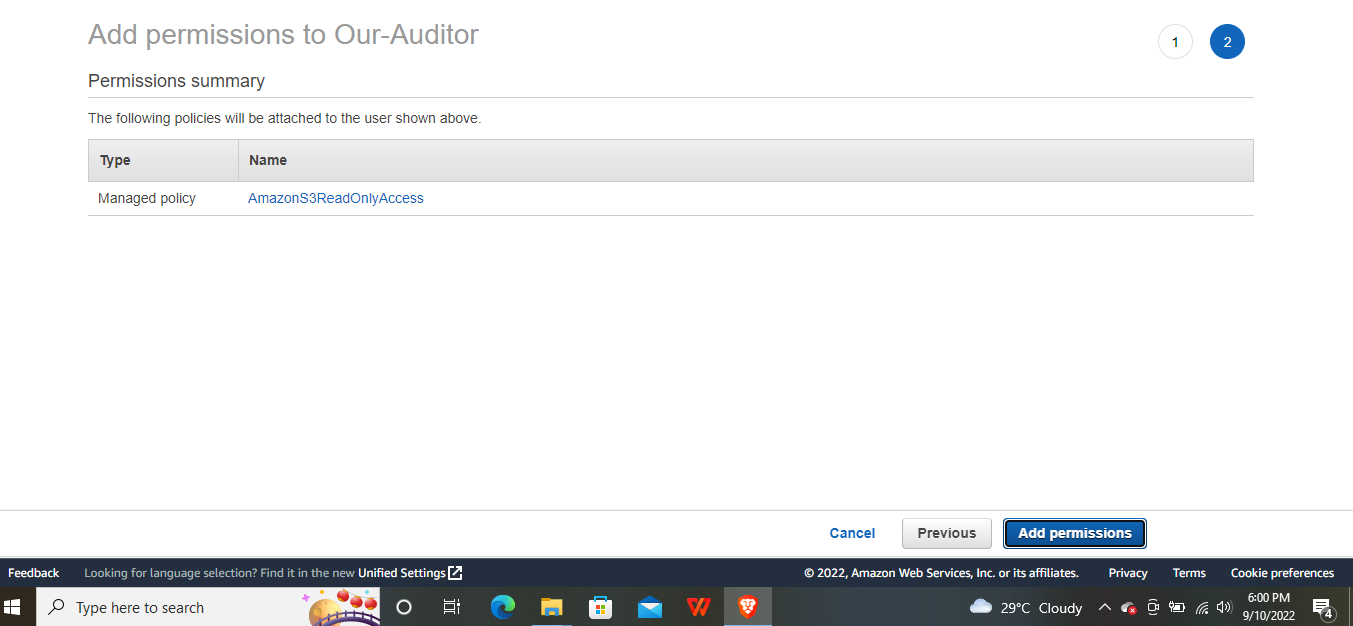 Add permissions to Our-Auditor
1 2
Permissions summary
The following policies will be attached to the user shown above.
Type Name
Managed policy AmazonS3ReadOnlyAccess
Cancel Previous Add permissions
Feedback Looking for language selection? Find it in the new Unified Settings © 2022, Amazon Web Services, Inc. or its affiliates. Privacy Terms Cookie preferences
Type here to search 29°C Cloudy 6:00 PM
9/10/2022 4